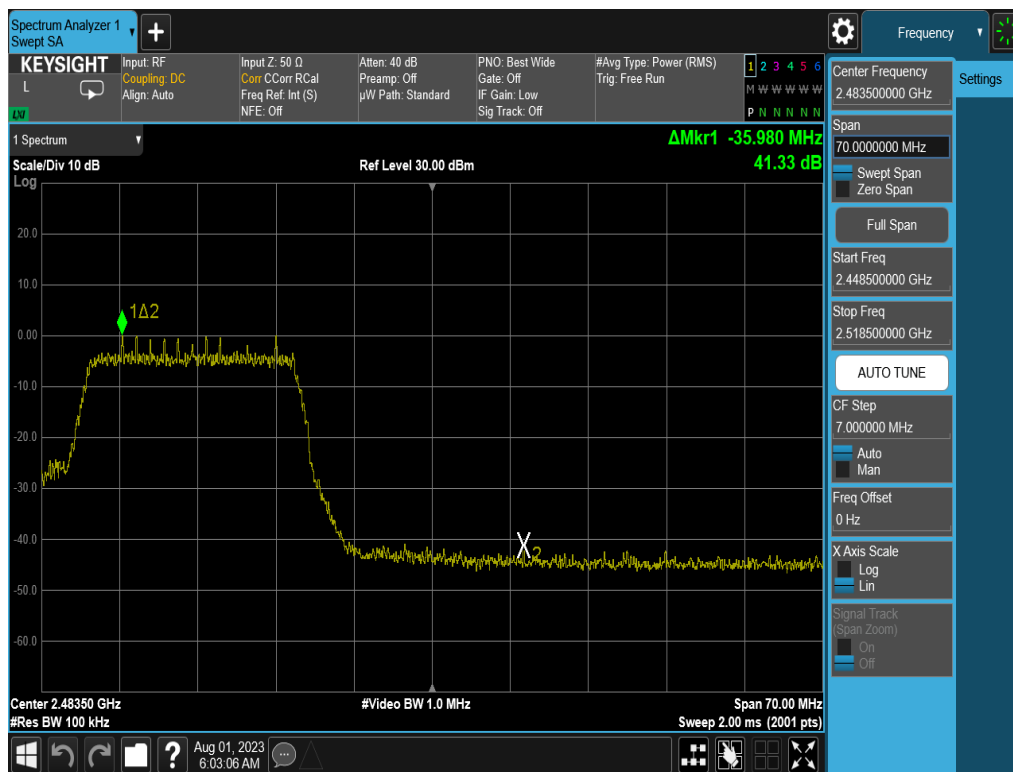 Spectrum Analyzer 1
Swept SA
+
Frequency
KEYSIGHT
L
LXI
Input: RF
Coupling: DC
Align: Auto
Input Z: 50 Ω
Corr CCorr RCal
Freq Ref: Int (S)
NFE: Off
Atten: 40 dB
Preamp: Off
µW Path: Standard
PNO: Best Wide
Gate: Off
IF Gain: Low
Sig Track: Off
#Avg Type: Power (RMS)
Trig: Free Run
1 2 3 4 5 6
M W W W W W
P N N N N N
1 Spectrum
Scale/Div 10 dB
Log
Ref Level 30.00 dBm
ΔMkr1 -35.980 MHz
41.33 dB
20.0
10.0
0.00
-10.0
-20.0
-30.0
-40.0
-50.0
-60.0
1Δ2
X2
Center 2.48350 GHz
#Res BW 100 kHz
#Video BW 1.0 MHz
Span 70.00 MHz
Sweep 2.00 ms (2001 pts)
Aug 01, 2023
6:03:06 AM
?
Settings
Center Frequency
2.483500000 GHz
Span
70.0000000 MHz
Swept Span
Zero Span
Full Span
Start Freq
2.448500000 GHz
Stop Freq
2.518500000 GHz
AUTO TUNE
CF Step
7.000000 MHz
Auto
Man
Freq Offset
0 Hz
X Axis Scale
Log
Lin
Signal Track
(Span Zoom)
On
Off